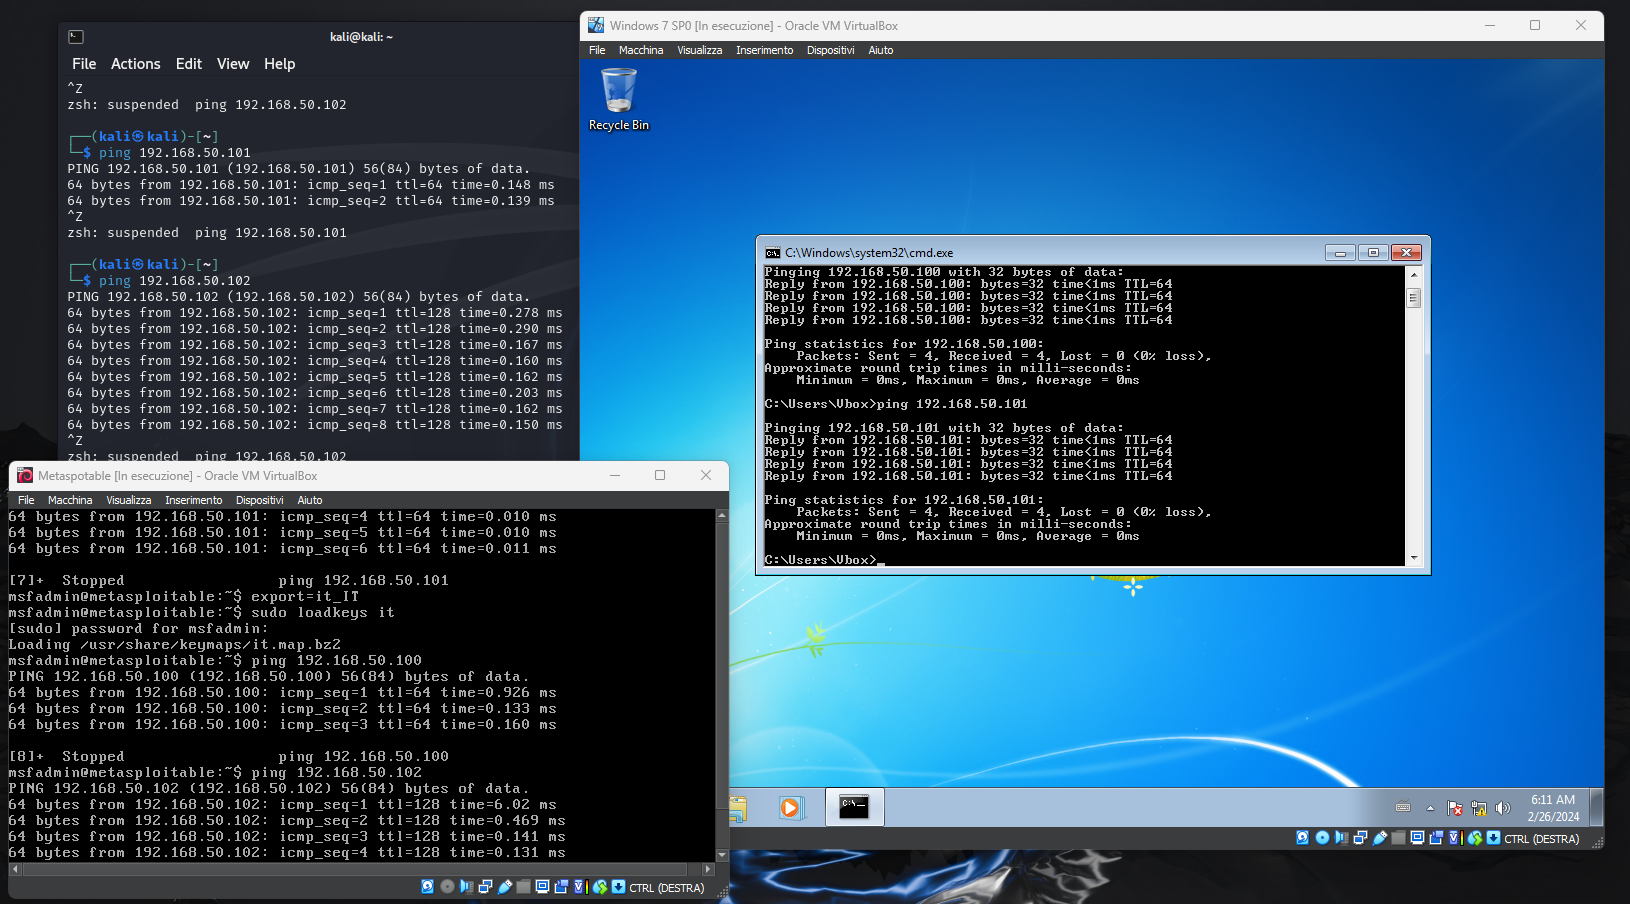 kali@kali: ~
File Actions Edit View Help
^Z
zsh: suspended  ping 192.168.50.102
┌──(kali㉿kali)-[~]
└─$ ping 192.168.50.101
PING 192.168.50.101 (192.168.50.101) 56(84) bytes of data.
64 bytes from 192.168.50.101: icmp_seq=1 ttl=64 time=0.148 ms
64 bytes from 192.168.50.101: icmp_seq=2 ttl=64 time=0.139 ms
^Z
zsh: suspended  ping 192.168.50.101
┌──(kali㉿kali)-[~]
└─$ ping 192.168.50.102
PING 192.168.50.102 (192.168.50.102) 56(84) bytes of data.
64 bytes from 192.168.50.102: icmp_seq=1 ttl=128 time=0.278 ms
64 bytes from 192.168.50.102: icmp_seq=2 ttl=128 time=0.290 ms
64 bytes from 192.168.50.102: icmp_seq=3 ttl=128 time=0.167 ms
64 bytes from 192.168.50.102: icmp_seq=4 ttl=128 time=0.160 ms
64 bytes from 192.168.50.102: icmp_seq=5 ttl=128 time=0.162 ms
64 bytes from 192.168.50.102: icmp_seq=6 ttl=128 time=0.203 ms
64 bytes from 192.168.50.102: icmp_seq=7 ttl=128 time=0.162 ms
64 bytes from 192.168.50.102: icmp_seq=8 ttl=128 time=0.150 ms
^Z
zsh: suspended  ping 192.168.50.102
Windows 7 SP0 [In esecuzione] - Oracle VM VirtualBox
File Macchina Visualizza Inserimento Dispositivi Aiuto
Recycle Bin
C:\Windows\system32\cmd.exe
Pinging 192.168.50.100 with 32 bytes of data:
Reply from 192.168.50.100: bytes=32 time<1ms TTL=64
Reply from 192.168.50.100: bytes=32 time<1ms TTL=64
Reply from 192.168.50.100: bytes=32 time<1ms TTL=64
Reply from 192.168.50.100: bytes=32 time<1ms TTL=64
Ping statistics for 192.168.50.100:
Packets: Sent = 4, Received = 4, Lost = 0 (0% loss),
Approximate round trip times in milli-seconds:
Minimum = 0ms, Maximum = 0ms, Average = 0ms
C:\Users\Vbox>ping 192.168.50.101
Pinging 192.168.50.101 with 32 bytes of data:
Reply from 192.168.50.101: bytes=32 time<1ms TTL=64
Reply from 192.168.50.101: bytes=32 time<1ms TTL=64
Reply from 192.168.50.101: bytes=32 time<1ms TTL=64
Reply from 192.168.50.101: bytes=32 time<1ms TTL=64
Ping statistics for 192.168.50.101:
Packets: Sent = 4, Received = 4, Lost = 0 (0% loss),
Approximate round trip times in milli-seconds:
Minimum = 0ms, Maximum = 0ms, Average = 0ms
C:\Users\Vbox>_
6:11 AM
2/26/2024
CTRL (DESTRA)
Metaspotable [In esecuzione] - Oracle VM VirtualBox
File Macchina Visualizza Inserimento Dispositivi Aiuto
64 bytes from 192.168.50.101: icmp_seq=4 ttl=64 time=0.010 ms
64 bytes from 192.168.50.101: icmp_seq=5 ttl=64 time=0.010 ms
64 bytes from 192.168.50.101: icmp_seq=6 ttl=64 time=0.011 ms
[7]+  Stopped                 ping 192.168.50.101
msfadmin@metasploitable:~$ export=it_IT
msfadmin@metasploitable:~$ sudo loadkeys it
[sudo] password for msfadmin:
Loading /usr/share/keymaps/it.map.bz2
msfadmin@metasploitable:~$ ping 192.168.50.100
PING 192.168.50.100 (192.168.50.100) 56(84) bytes of data.
64 bytes from 192.168.50.100: icmp_seq=1 ttl=64 time=0.926 ms
64 bytes from 192.168.50.100: icmp_seq=2 ttl=64 time=0.133 ms
64 bytes from 192.168.50.100: icmp_seq=3 ttl=64 time=0.160 ms
[8]+  Stopped                 ping 192.168.50.100
msfadmin@metasploitable:~$ ping 192.168.50.102
PING 192.168.50.102 (192.168.50.102) 56(84) bytes of data.
64 bytes from 192.168.50.102: icmp_seq=1 ttl=128 time=6.02 ms
64 bytes from 192.168.50.102: icmp_seq=2 ttl=128 time=0.469 ms
64 bytes from 192.168.50.102: icmp_seq=3 ttl=128 time=0.141 ms
64 bytes from 192.168.50.102: icmp_seq=4 ttl=128 time=0.131 ms
CTRL (DESTRA)